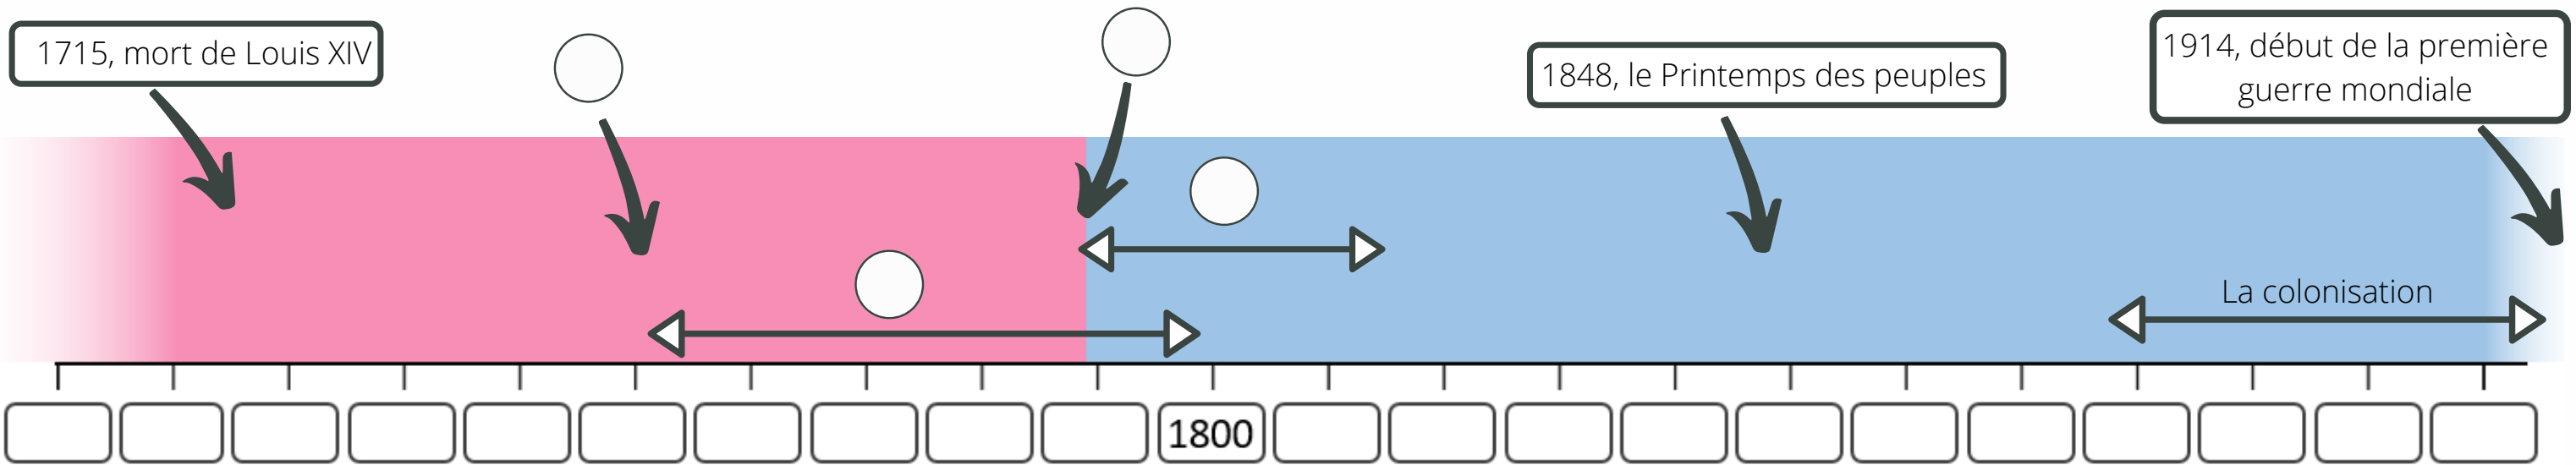 1715, mort de Louis XIV
1848, le Printemps des peuples
1914, début de la première
guerre mondiale
La colonisation
1800